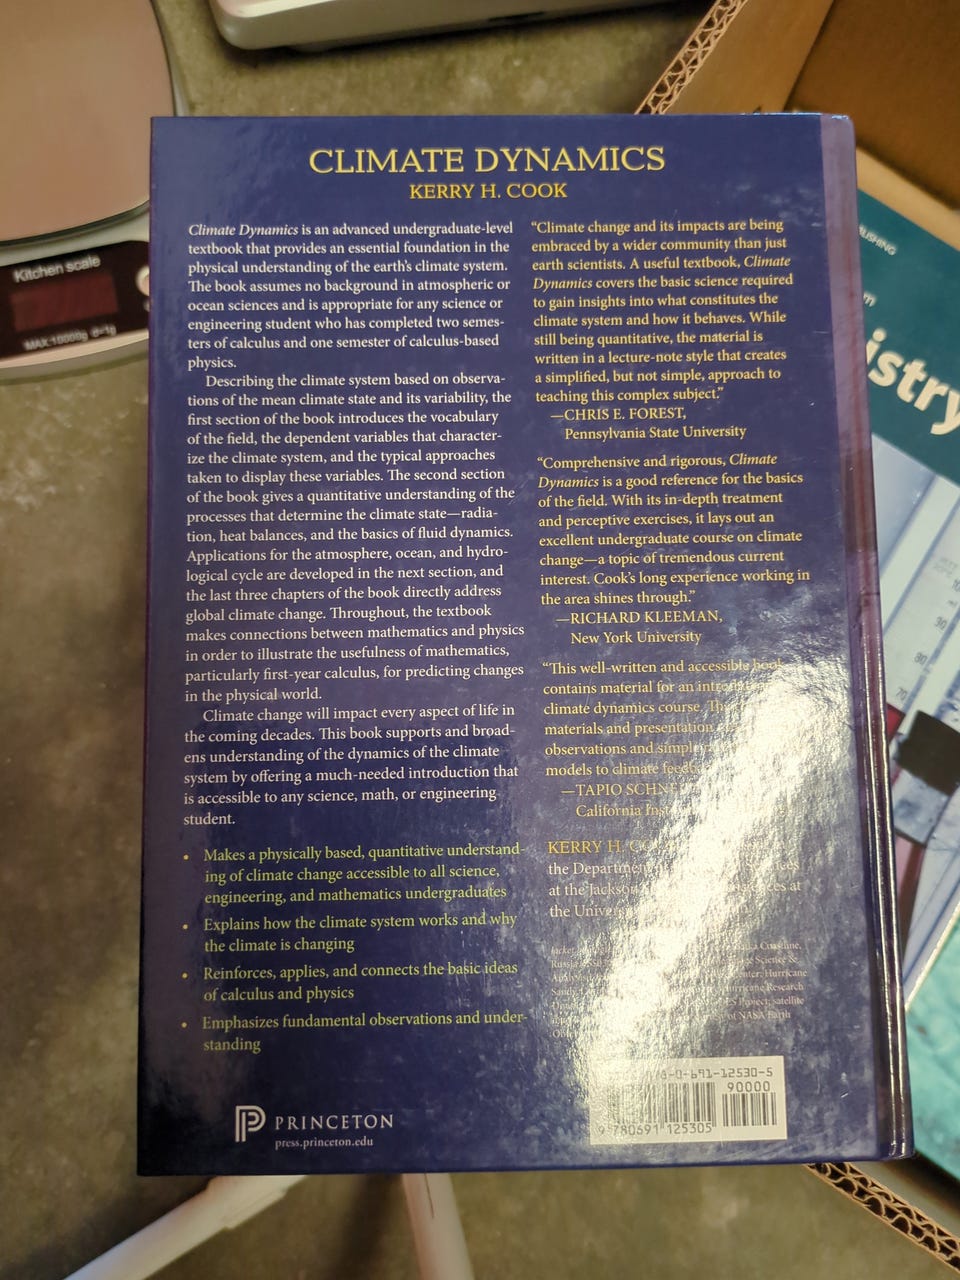 CLIMATE DYNAMICS
KERRY H. COOK
Climate Dynamics is an advanced undergraduate-level
textbook that provides an essential foundation in the
physical understanding of the earth's climate system.
The book assumes no background in atmospheric or
ocean sciences and is appropriate for any science or
engineering student who has completed two semes-
ters of calculus and one semester of calculus-based
physics.
Describing the climate system based on observa-
tions of the mean climate state and its variability, the
first section of the book introduces the vocabulary
of the field, the dependent variables that character-
ize the climate system, and the typical approaches
taken to display these variables. The second section
of the book gives a quantitative understanding of the
processes that determine the climate state—radia-
tion, heat balances, and the basics of fluid dynamics.
Applications for the atmosphere, ocean, and hydro-
logical cycle are developed in the next section, and
the last three chapters of the book directly address
global climate change. Throughout, the textbook
makes connections between mathematics and physics
in order to illustrate the usefulness of mathematics,
particularly first-year calculus, for predicting changes
in the physical world.
Climate change will impact every aspect of life in
the coming decades. This book supports and broad-
ens understanding of the dynamics of the climate
system by offering a much-needed introduction that
is accessible to any science, math, or engineering
student.
• Makes a physically based, quantitative understand-
ing of climate change accessible to all science,
engineering, and mathematics undergraduates
• Explains how the climate system works and why
the climate is changing
• Reinforces, applies, and connects the basic ideas
of calculus and physics
• Emphasizes fundamental observations and under-
standing
PRINCETON
press.princeton.edu
“Climate change and its impacts are being
embraced by a wider community than just
earth scientists. A useful textbook, Climate
Dynamics covers the basic science required
to gain insights into what constitutes the
climate system and how it behaves. While
still being quantitative, the material is
written in a lecture-note style that creates
a simplified, but not simple, approach to
teaching this complex subject.”
—CHRIS E. FOREST,
Pennsylvania State University
“Comprehensive and rigorous, Climate
Dynamics is a good reference for the basics
of the field. With its in-depth treatment
and perceptive exercises, it lays out an
excellent undergraduate course on climate
change—a topic of tremendous current
interest. Cook's long experience working in
the area shines through.”
—RICHARD KLEEMAN,
New York University
“This well-written and accessible book
contains material for an
climate dynamics course.
materials and presentation
observations and
models to climate
—TAPIO
California
KERRY H.
the
at the Jackson at
the
Coastline,
Science &
Center; Hurricane
Hurricane Research
Project; satellite
of NASA Earth
0-691-12530-5
90000
9 780691 125305
Kitchen scale
MAX:10000g d=1g
istry
90
80
70